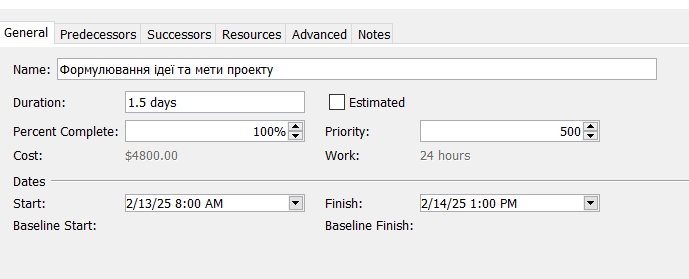 General Predecessors Successors Resources Advanced Notes
Name: Формулювання ідеї та мети проекту
Duration: 1.5 days Estimated
Percent Complete: 100% Priority: 500
Cost: $4800.00 Work: 24 hours
Dates
Start: 2/13/25 8:00 AM Finish: 2/14/25 1:00 PM
Baseline Start: Baseline Finish: